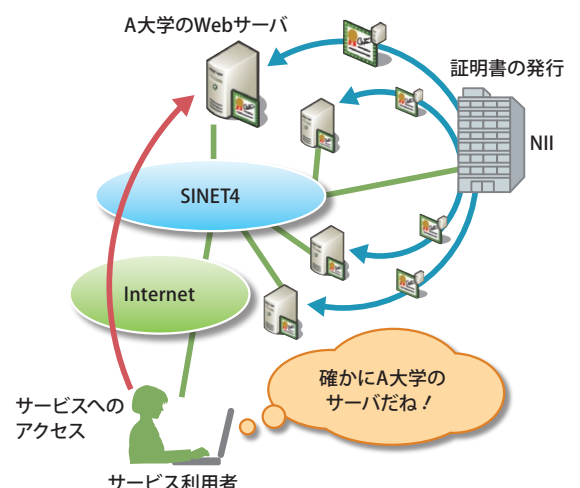 A大学のWebサーバ
証明書の発行
NII
SINET4
Internet
確かにA大学の
サーバだね！
サービスへの
アクセス
サービス利用者